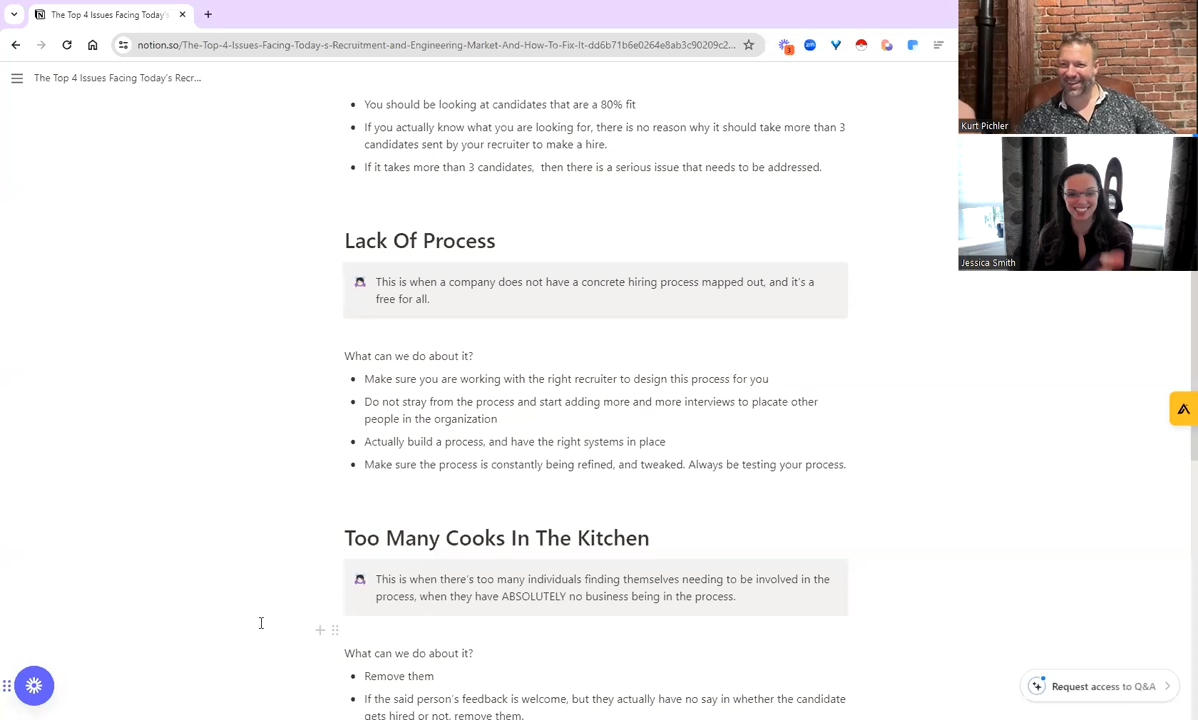 The Top 4 Issues Facing Today's
notion.so/The-Top-4-Issues-Facing-Today-s-Recruitment-and-Engineering-Market-And-How-To-Fix-It-dd6b71b6e0264e8ab3c90209c2...
3
zm
The Top 4 Issues Facing Today's Recr...
You should be looking at candidates that are a 80% fit
If you actually know what you are looking for, there is no reason why it should take more than 3
candidates sent by your recruiter to make a hire.
If it takes more than 3 candidates, then there is a serious issue that needs to be addressed.
Kurt Pichler
Jessica Smith
Lack Of Process
This is when a company does not have a concrete hiring process mapped out, and it's a
free for all.
What can we do about it?
Make sure you are working with the right recruiter to design this process for you
Do not stray from the process and start adding more and more interviews to placate other
people in the organization
Actually build a process, and have the right systems in place
Make sure the process is constantly being refined, and tweaked. Always be testing your process.
Too Many Cooks In The Kitchen
This is when there's too many individuals finding themselves needing to be involved in the
process, when they have ABSOLUTELY no business being in the process.
What can we do about it?
Remove them
If the said person's feedback is welcome, but they actually have no say in whether the candidate
gets hired or not, remove them.
Request access to Q&A